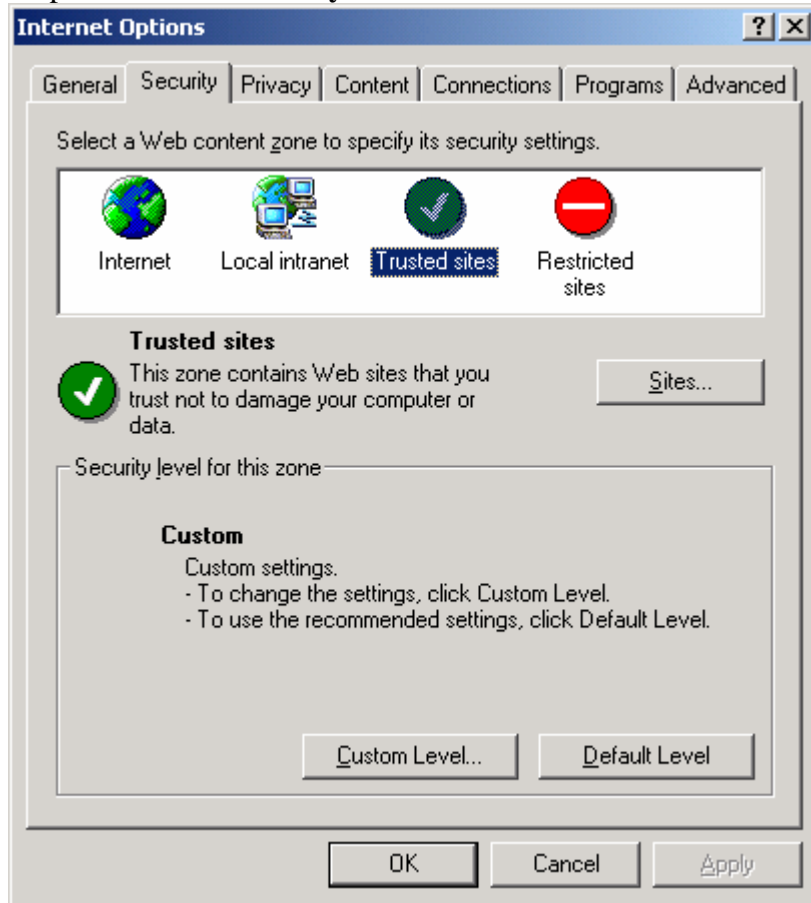 Internet Options
General Security Privacy Content Connections Programs Advanced
Select a Web content zone to specify its security settings.
Internet Local intranet Trusted sites Restricted
sites
Trusted sites
This zone contains Web sites that you
trust not to damage your computer or
data.
Sites...
Security level for this zone
Custom
Custom settings.
- To change the settings, click Custom Level.
- To use the recommended settings, click Default Level.
Custom Level... Default Level
OK Cancel Apply